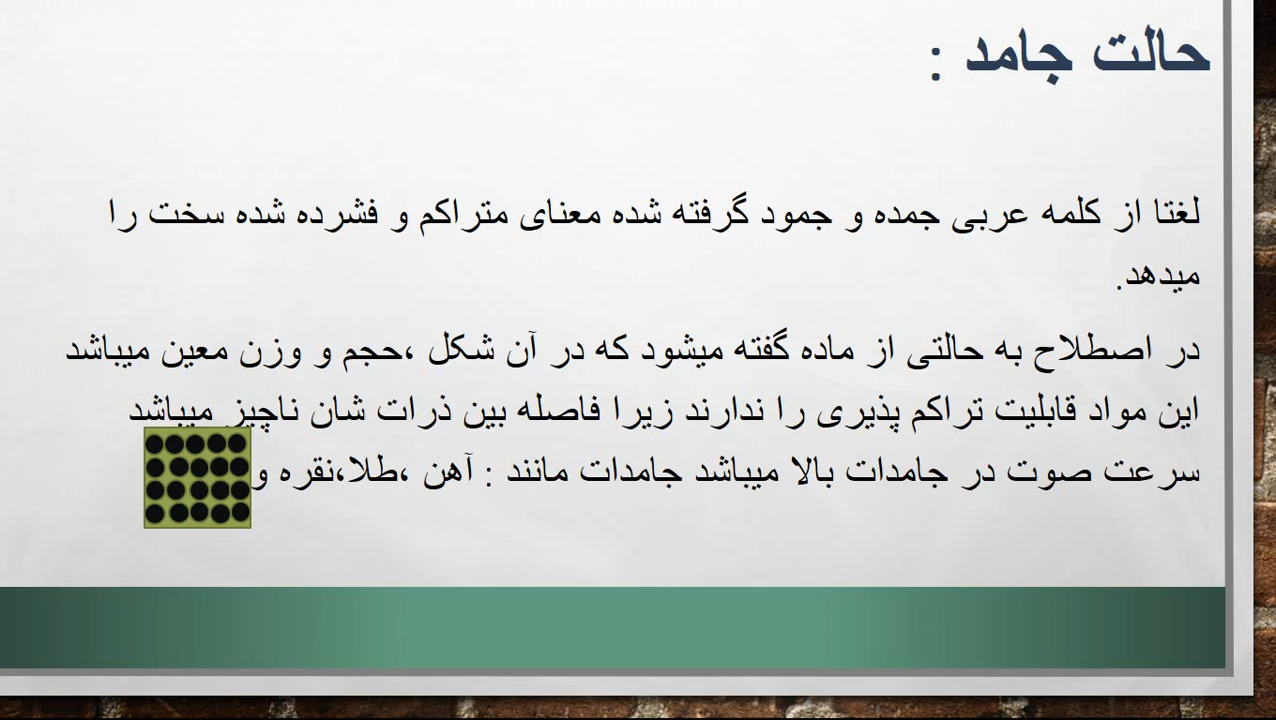 حالت جامد :
لغتا از کلمه عربی جمده و جمود گرفته شده معنای متراکم و فشرده شده سخت را
میدهد.
در اصطلاح به حالتی از ماده گفته میشود که در آن شکل ،حجم و وزن معین میباشد
این مواد قابلیت تراکم پذیری را ندارند زیرا فاصله بین ذرات شان ناچیز میباشد
سرعت صوت در جامدات بالا میباشد جامدات مانند : آهن ،طلا،نقره و